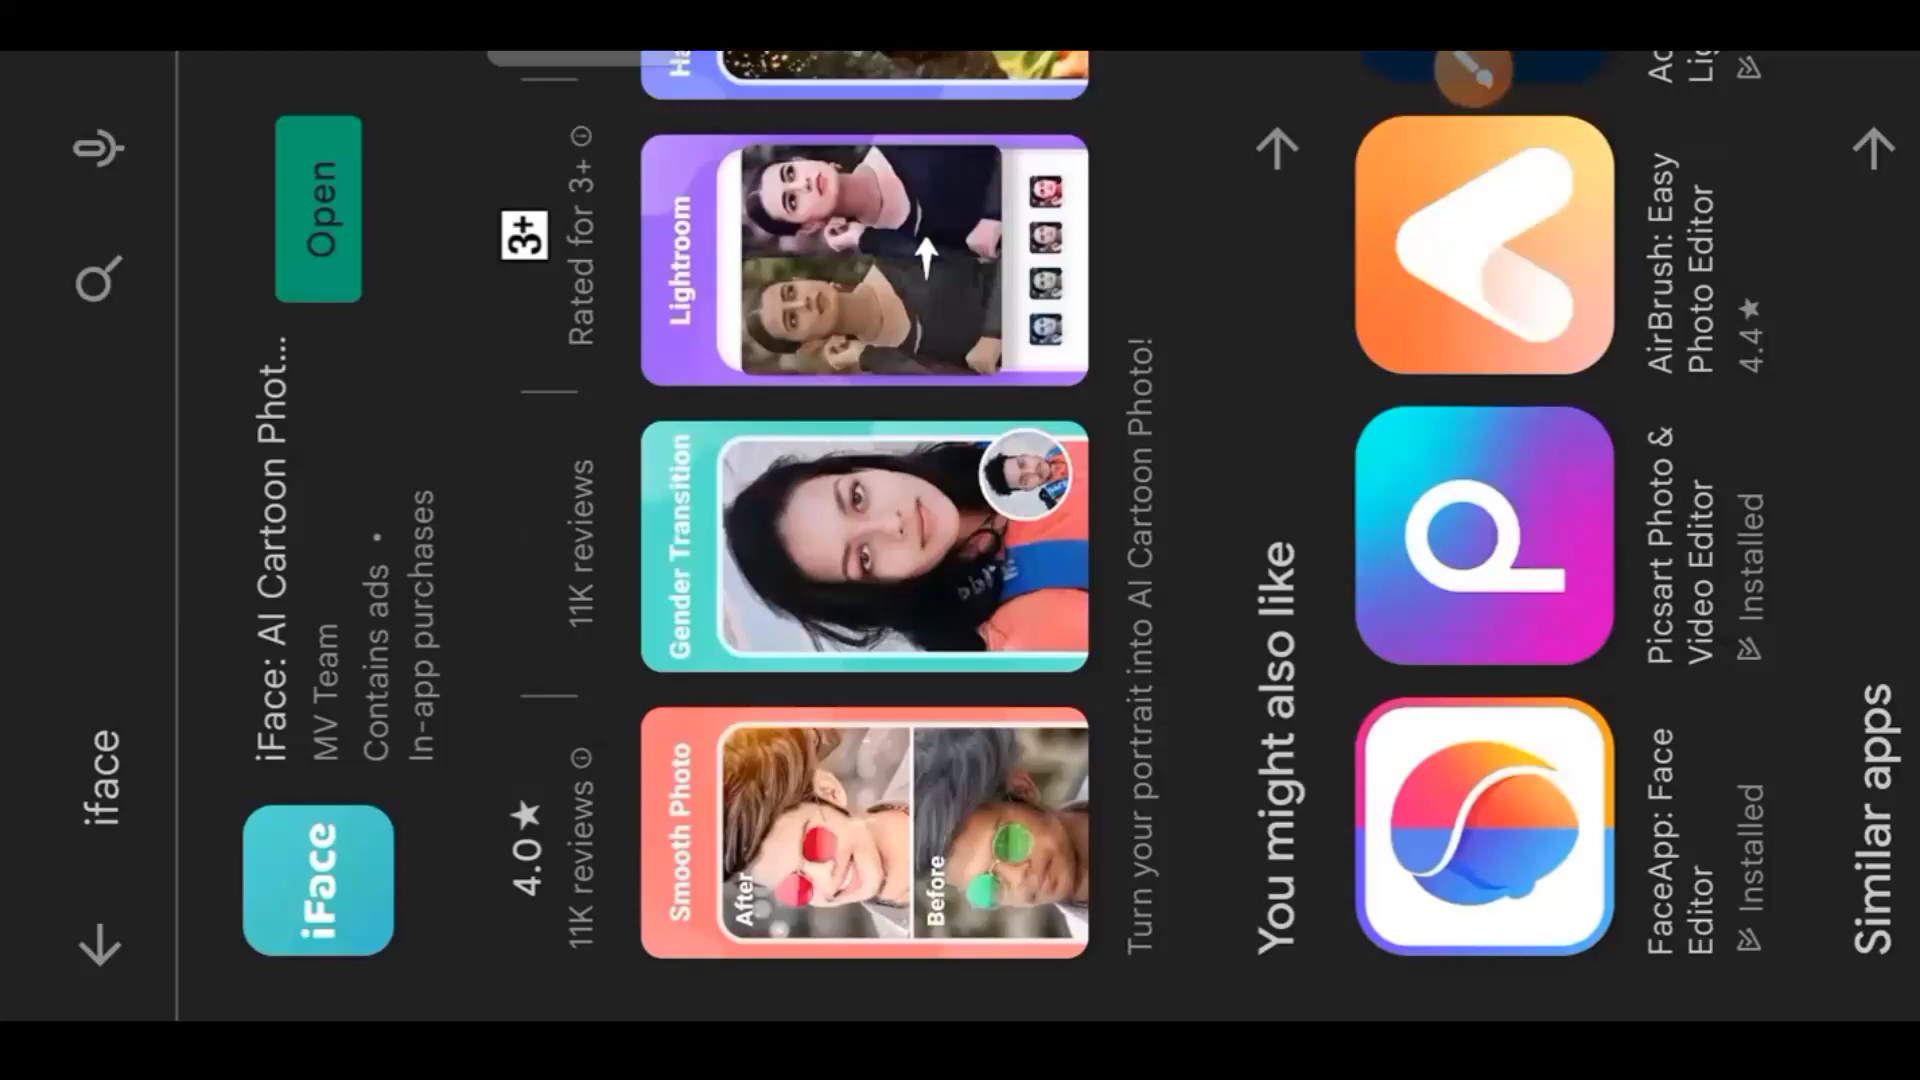 iface
iFace
iFace: AI Cartoon Phot...
MV Team
Contains ads •
In-app purchases
Open
4.0★
11K reviews
11K reviews
3+
Rated for 3+
Smooth Photo
After
Before
Gender Transition
Lightroom
Ha
Turn your portrait into AI Cartoon Photo!
You might also like
FaceApp: Face
Editor
Installed
Picsart Photo &
Video Editor
Installed
AirBrush: Easy
Photo Editor
4.4★
Similar apps